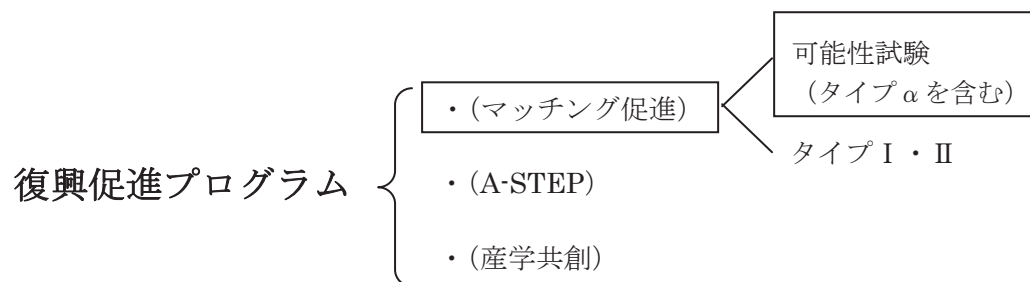 復興促進プログラム
・(マッチング促進)
可能性試験
(タイプαを含む)
タイプⅠ・Ⅱ
・(A-STEP)
・(産学共創)